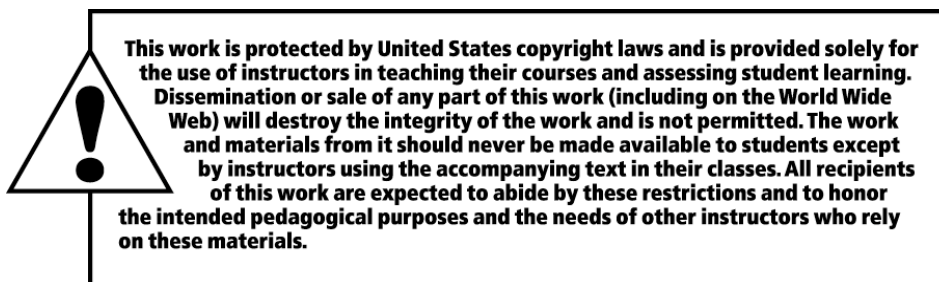 This work is protected by United States copyright laws and is provided solely for
the use of instructors in teaching their courses and assessing student learning.
Dissemination or sale of any part of this work (including on the World Wide
Web) will destroy the integrity of the work and is not permitted. The work
and materials from it should never be made available to students except
by instructors using the accompanying text in their classes. All recipients
of this work are expected to abide by these restrictions and to honor
the intended pedagogical purposes and the needs of other instructors who rely
on these materials.